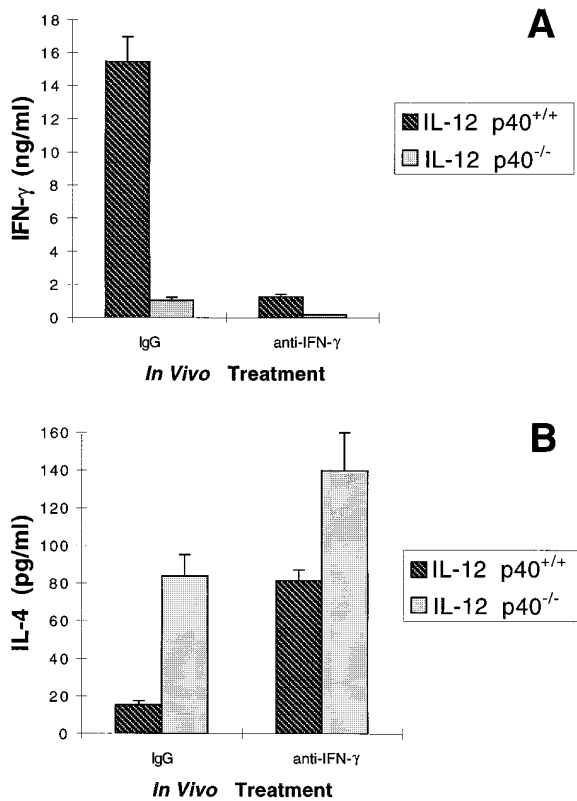 A
18
16
14
12
10
8
6
4
2
0
IFN-γ (ng/ml)
IgG
anti-IFN-γ
In Vivo Treatment
IL-12 p40+/+
IL-12 p40-/-
B
160
140
120
100
80
60
40
20
0
IL-4 (pg/ml)
IgG
anti-IFN-γ
In Vivo Treatment
IL-12 p40+/+
IL-12 p40-/-